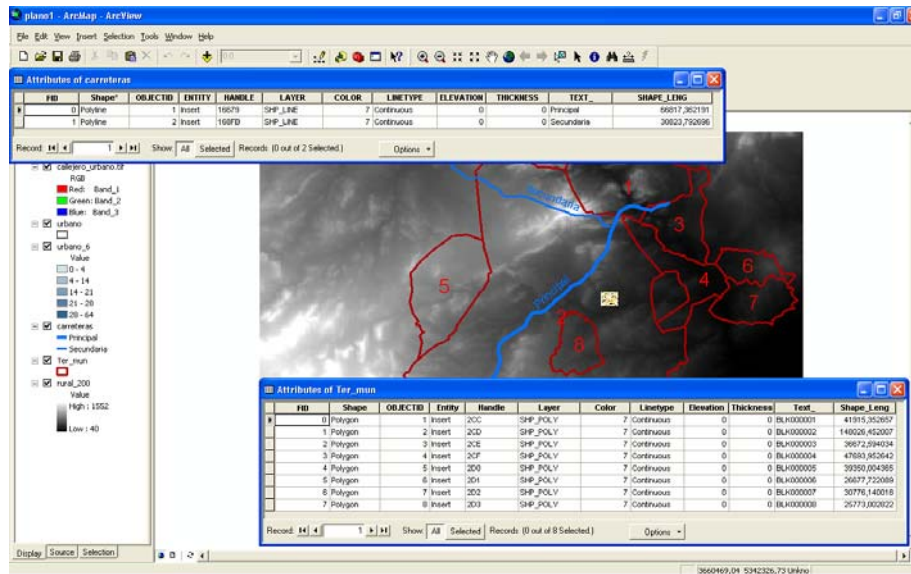 plano1 - ArcMap - ArcView
File Edit View Insert Selection Tools Window Help
Attributes of carreteras
FID Shape* OBJECTID ENTITY HANDLE LAYER COLOR LINETYPE ELEVATION THICKNESS TEXT_ SHAPE_LENG
0 Polyline 1 Insert 16879 SHP_LINE 7 Continuous 0 0 Principal 66817,362191
1 Polyline 2 Insert 168FD SHP_LINE 7 Continuous 0 0 Secundaria 30823,792696
Record: 1 Show: All Selected Records (0 out of 2 Selected.) Options
callejero_urbano.tif
RGB
Red: Band_1
Green: Band_2
Blue: Band_3
urbano
urbano_6
Value
0 - 4
4 - 14
14 - 21
21 - 28
28 - 64
carreteras
Principal
Secundaria
Ter_mun
rural_200
Value
High : 1552
Low : 40
Secundaria
Principal
1
3
4
5
6
7
8
Attributes of Ter_mun
FID Shape OBJECTID Entity Handle Layer Color Linetype Elevation Thickness Text_ Shape_Leng
0 Polygon 1 Insert 2CC SHP_POLY 7 Continuous 0 0 BLK000001 41915,352657
1 Polygon 2 Insert 2CD SHP_POLY 7 Continuous 0 0 BLK000002 148026,452007
2 Polygon 3 Insert 2CE SHP_POLY 7 Continuous 0 0 BLK000003 36672,594034
3 Polygon 4 Insert 2CF SHP_POLY 7 Continuous 0 0 BLK000004 47693,952642
4 Polygon 5 Insert 2D0 SHP_POLY 7 Continuous 0 0 BLK000005 39350,004365
5 Polygon 6 Insert 2D1 SHP_POLY 7 Continuous 0 0 BLK000006 26677,722089
6 Polygon 7 Insert 2D2 SHP_POLY 7 Continuous 0 0 BLK000007 30776,140018
7 Polygon 8 Insert 2D3 SHP_POLY 7 Continuous 0 0 BLK000008 25773,002822
Record: 1 Show: All Selected Records (0 out of 8 Selected.) Options
Display Source Selection
3660469,04 5342326,73 Unkno